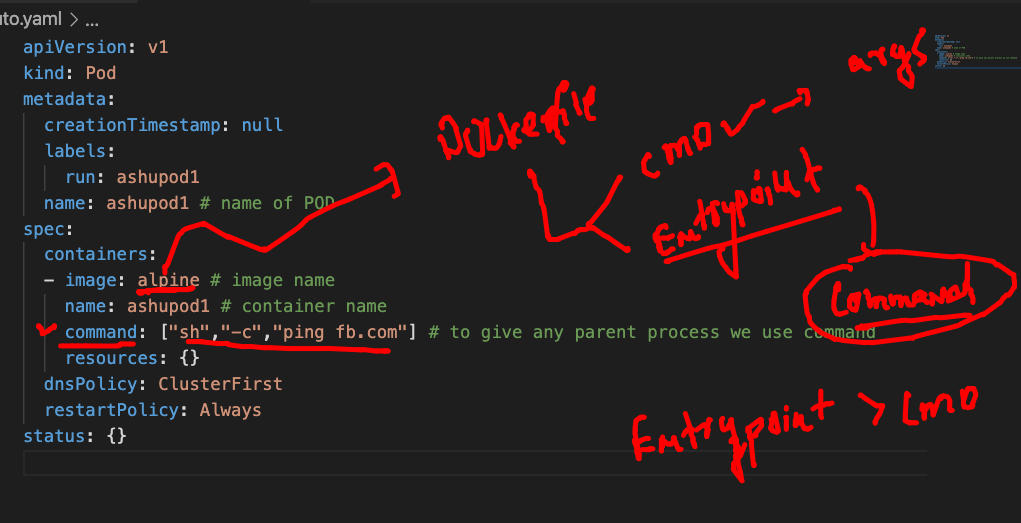 uto.yaml > ...
apiVersion: v1
kind: Pod
metadata:
creationTimestamp: null
labels:
run: ashupod1
name: ashupod1 # name of POD
spec:
containers:
- image: alpine # image name
name: ashupod1 # container name
command: ["sh","-c","ping fb.com"] # to give any parent process we use command
resources: {}
dnsPolicy: ClusterFirst
restartPolicy: Always
status: {}
Dockerfile
CMD
args
Entrypoint
Command
Entrypoint > CMD